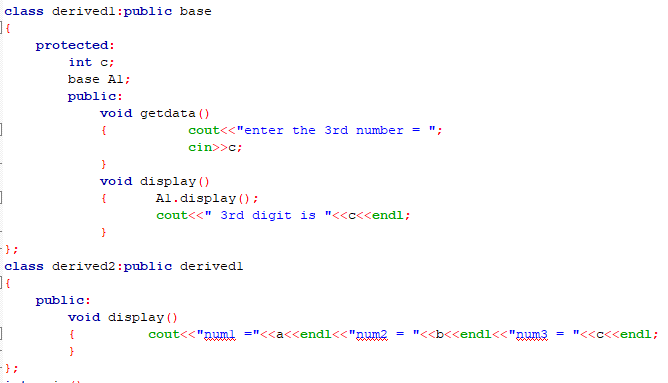 class derived1:public base
{
protected:
int c;
base A1;
public:
void getdata()
{ cout<<"enter the 3rd number = ";
cin>>c;
}
void display()
{ A1.display();
cout<<" 3rd digit is "<<c<<endl;
}
};
class derived2:public derived1
{
public:
void display()
{ cout<<"num1 ="<<a<<endl<<"num2 = "<<b<<endl<<"num3 = "<<c<<endl;
}
};